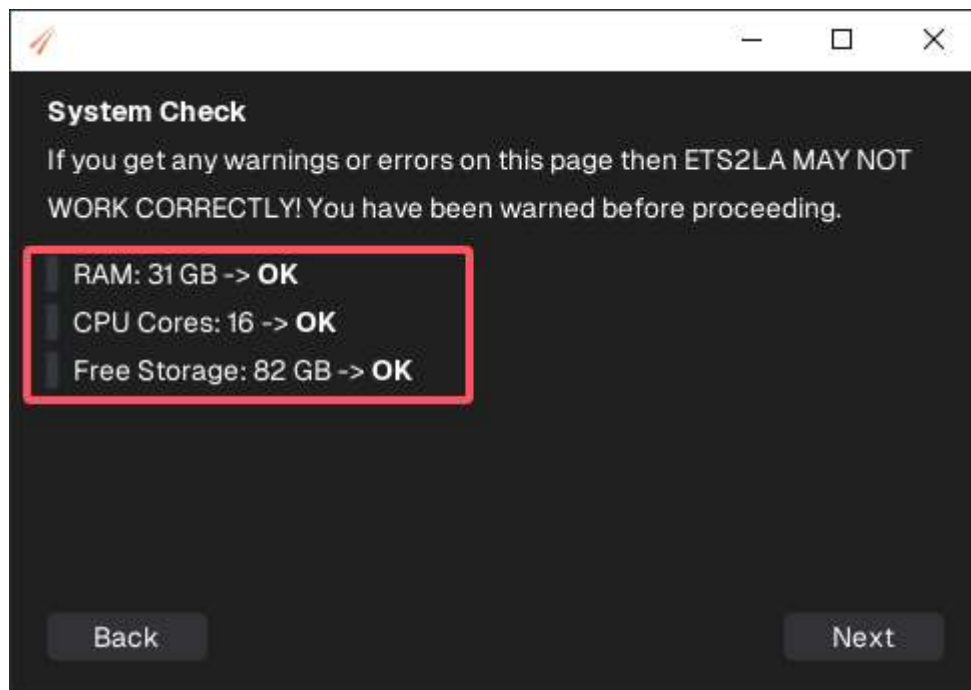 System Check
If you get any warnings or errors on this page then ETS2LA MAY NOT
WORK CORRECTLY! You have been warned before proceeding.
RAM: 31 GB -> OK
CPU Cores: 16 -> OK
Free Storage: 82 GB -> OK
Back
Next